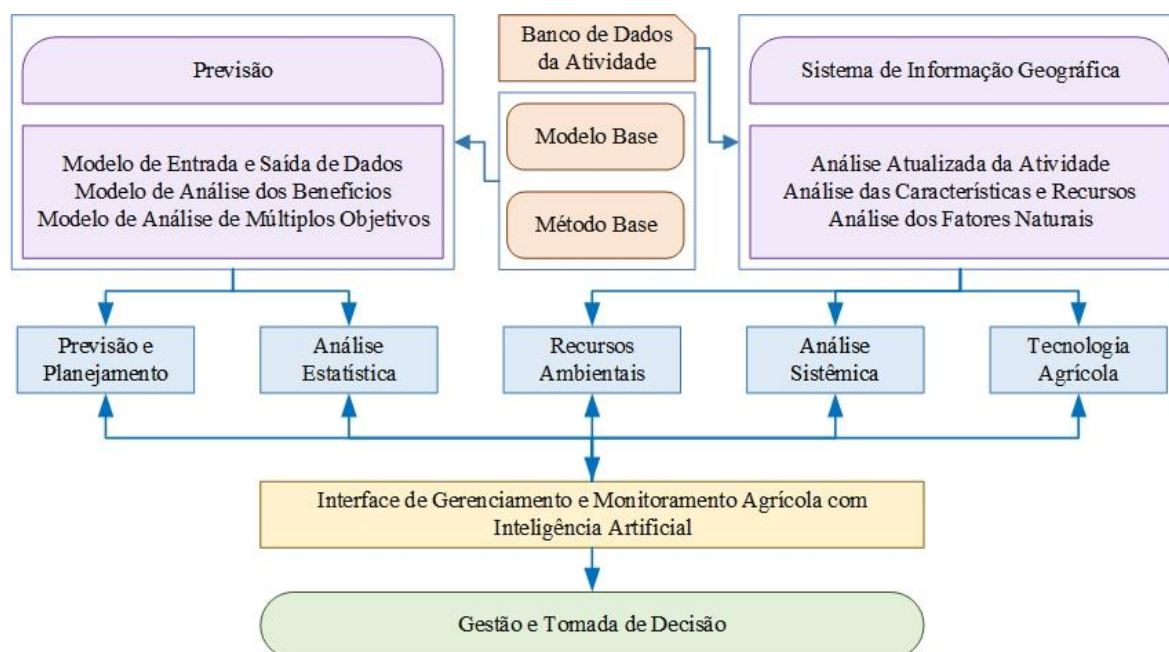 Previsão
Modelo de Entrada e Saída de Dados
Modelo de Análise dos Benefícios
Modelo de Análise de Múltiplos Objetivos
Banco de Dados
da Atividade
Modelo Base
Método Base
Sistema de Informação Geográfica
Análise Atualizada da Atividade
Análise das Características e Recursos
Análise dos Fatores Naturais
Previsão e
Planejamento
Análise
Estatística
Recursos
Ambientais
Análise
Sistêmica
Tecnologia
Agrícola
Interface de Gerenciamento e Monitoramento Agrícola com
Inteligência Artificial
Gestão e Tomada de Decisão